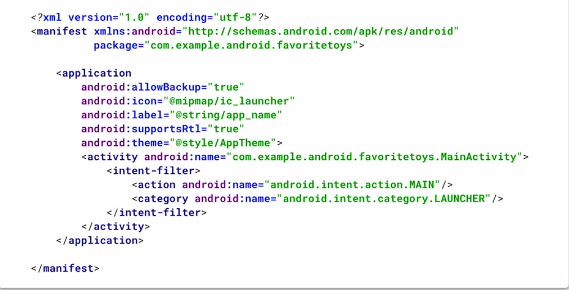 <?xml version="1.0" encoding="utf-8"?>
<manifest xmlns:android="http://schemas.android.com/apk/res/android"
package="com.example.android.favoritetoys">
<application
android:allowBackup="true"
android:icon="@mipmap/ic_launcher"
android:label="@string/app_name"
android:supportsRtl="true"
android:theme="@style/AppTheme">
<activity android:name="com.example.android.favoritetoys.MainActivity">
<intent-filter>
<action android:name="android.intent.action.MAIN"/>
<category android:name="android.intent.category.LAUNCHER"/>
</intent-filter>
</activity>
</application>
</manifest>